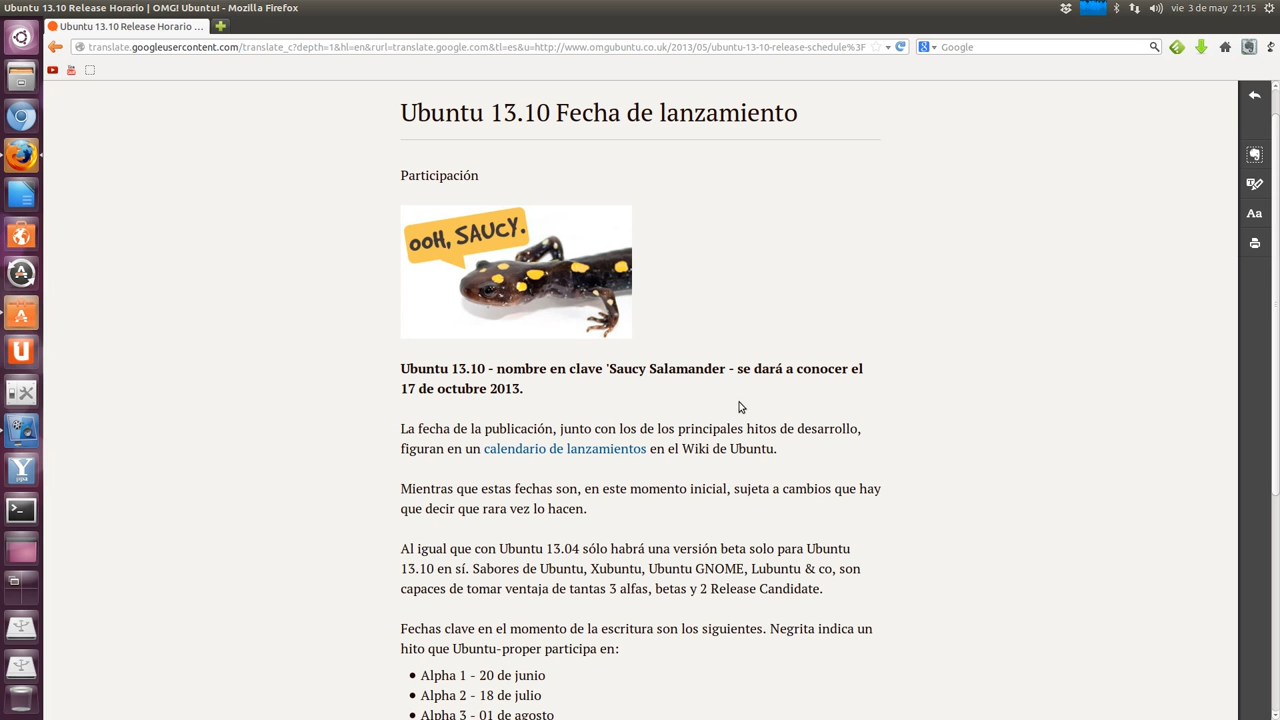 Ubuntu 13.10 Release Horario | OMG! Ubuntu! - Mozilla Firefox
vie 3 de may 21:15
Ubuntu 13.10 Release Horario ...
translate.googleusercontent.com/translate_c?depth=1&hl=en&rurl=translate.google.com&tl=es&u=http://www.omgubuntu.co.uk/2013/05/ubuntu-13-10-release-schedule%3F
Google
Ubuntu 13.10 Fecha de lanzamiento
Participación
ooH, SAUCY.
Ubuntu 13.10 - nombre en clave 'Saucy Salamander - se dará a conocer el
17 de octubre 2013.
La fecha de la publicación, junto con los de los principales hitos de desarrollo,
figuran en un calendario de lanzamientos en el Wiki de Ubuntu.
Mientras que estas fechas son, en este momento inicial, sujeta a cambios que hay
que decir que rara vez lo hacen.
Al igual que con Ubuntu 13.04 sólo habrá una versión beta solo para Ubuntu
13.10 en sí. Sabores de Ubuntu, Xubuntu, Ubuntu GNOME, Lubuntu & co, son
capaces de tomar ventaja de tantas 3 alfas, betas y 2 Release Candidate.
Fechas clave en el momento de la escritura son los siguientes. Negrita indica un
hito que Ubuntu-proper participa en:
● Alpha 1 - 20 de junio
● Alpha 2 - 18 de julio
● Alpha 3 - 01 de agosto
Aa